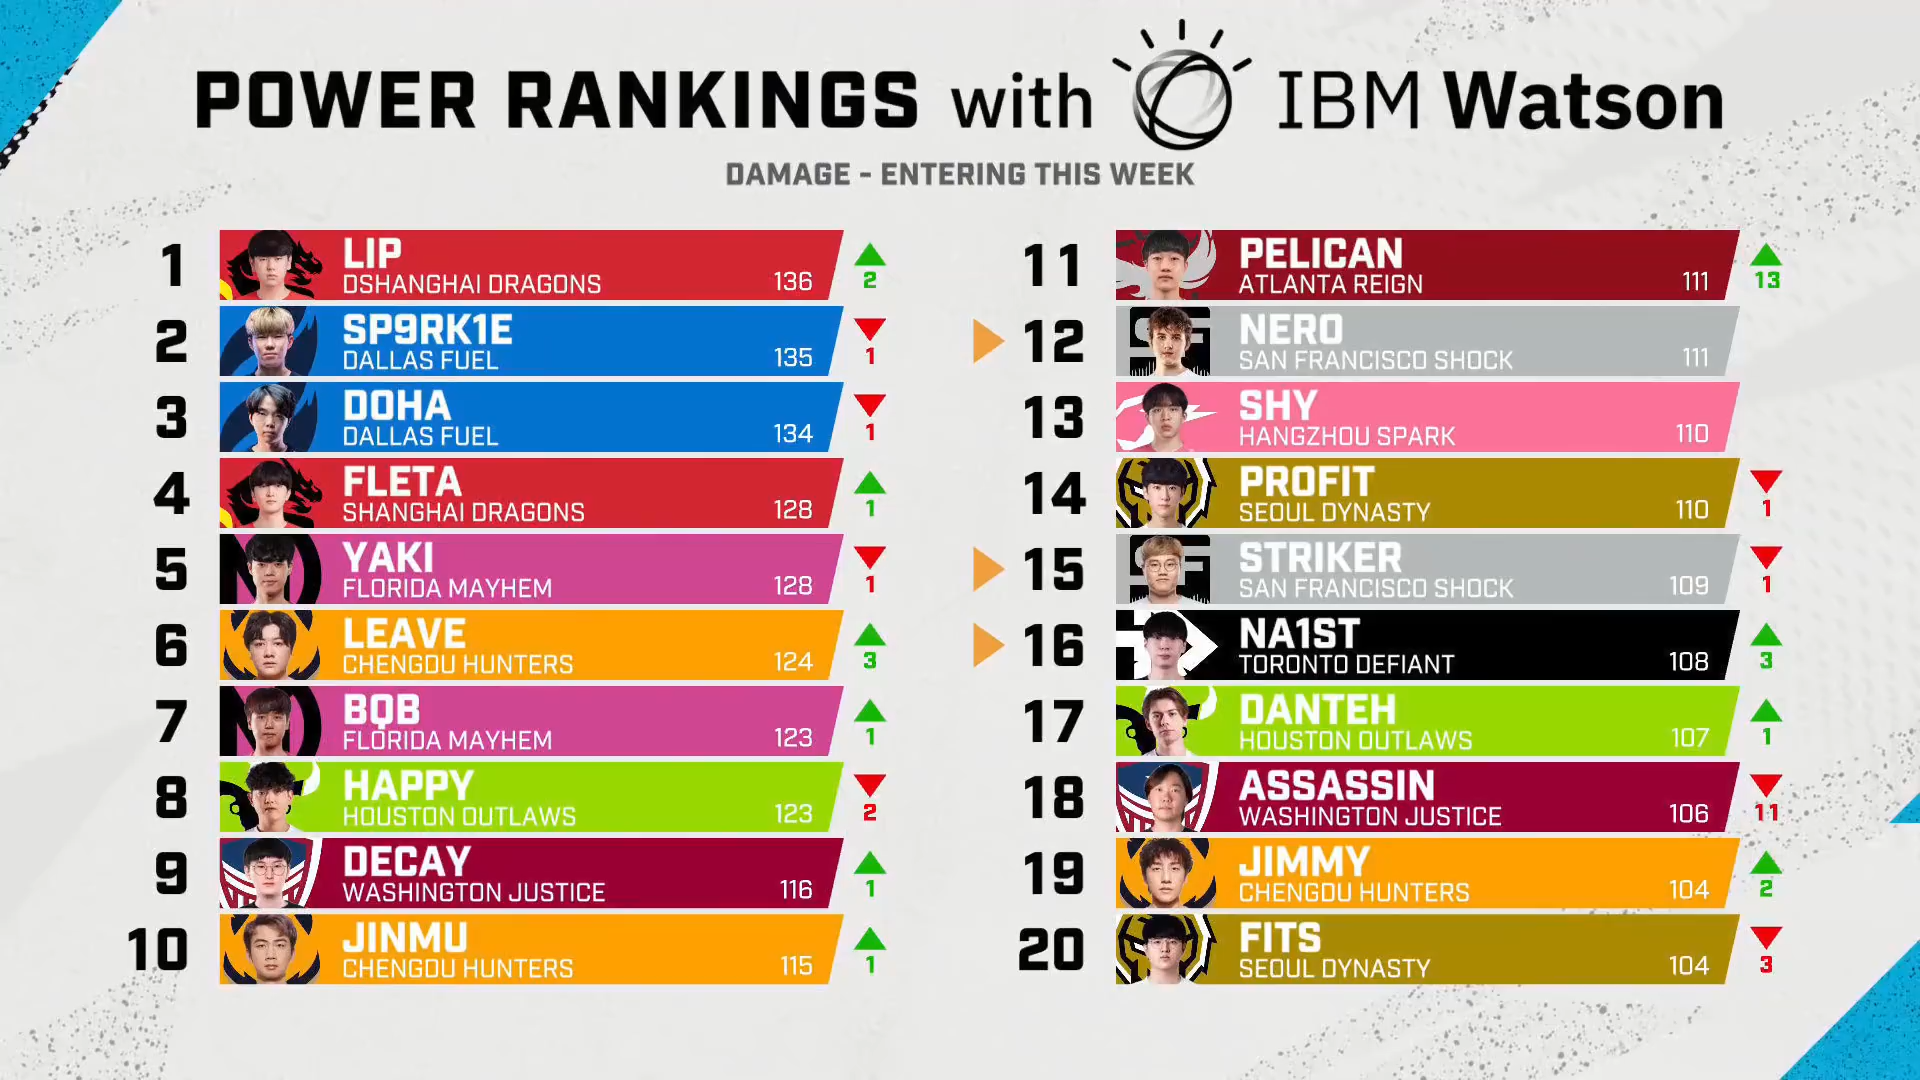 POWER RANKINGS with IBM Watson
DAMAGE - ENTERING THIS WEEK
1
LIP
DSHANGHAI DRAGONS
136
2
2
SP9RK1E
DALLAS FUEL
135
1
3
DOHA
DALLAS FUEL
134
1
4
FLETA
SHANGHAI DRAGONS
128
1
5
YAKI
FLORIDA MAYHEM
128
1
6
LEAVE
CHENGDU HUNTERS
124
3
7
BQB
FLORIDA MAYHEM
123
1
8
HAPPY
HOUSTON OUTLAWS
123
2
9
DECAY
WASHINGTON JUSTICE
116
1
10
JINMU
CHENGDU HUNTERS
115
1
11
PELICAN
ATLANTA REIGN
111
13
12
NERO
SAN FRANCISCO SHOCK
111
13
SHY
HANGZHOU SPARK
110
14
PROFIT
SEOUL DYNASTY
110
1
15
STRIKER
SAN FRANCISCO SHOCK
109
1
16
NA1ST
TORONTO DEFIANT
108
3
17
DANTEH
HOUSTON OUTLAWS
107
1
18
ASSASSIN
WASHINGTON JUSTICE
106
11
19
JIMMY
CHENGDU HUNTERS
104
2
20
FITS
SEOUL DYNASTY
104
3